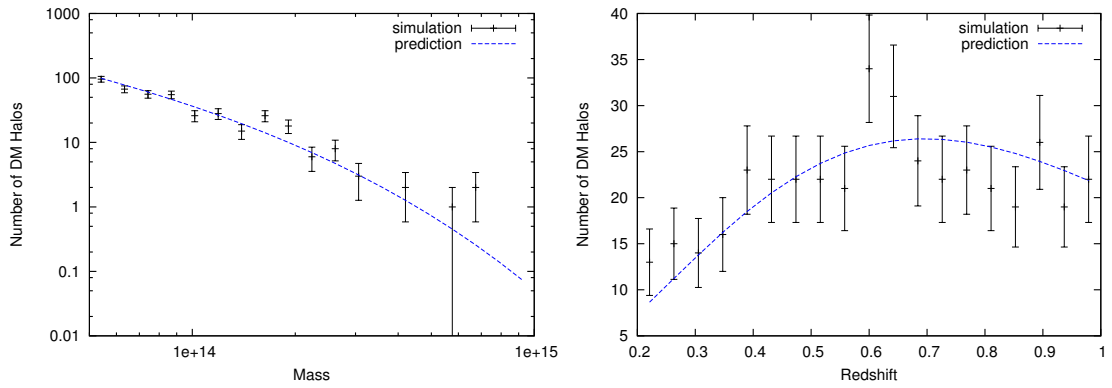 1000
100
10
1
0.1
0.01
1e+14
1e+15
Number of DM Halos
Mass
simulation
prediction
40
35
30
25
20
15
10
5
0.2
0.3
0.4
0.5
0.6
0.7
0.8
0.9
1
Number of DM Halos
Redshift
simulation
prediction